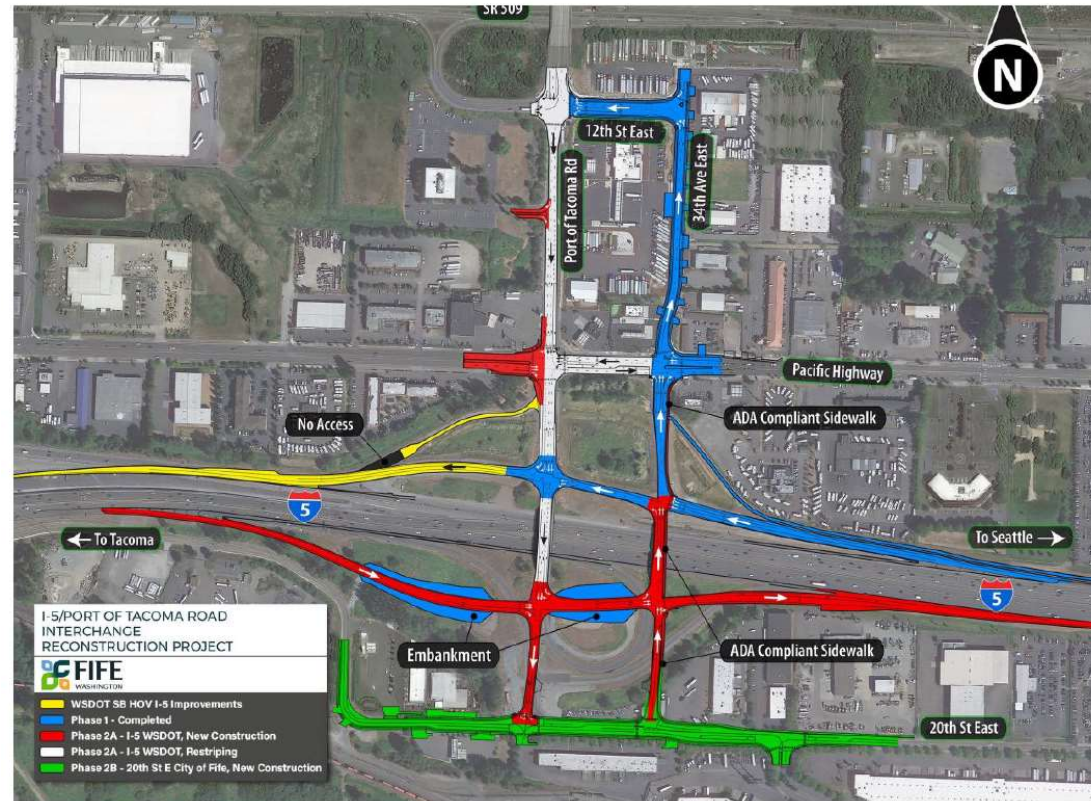 SR 509
N
12th St East
Port of Tacoma Rd
34th Ave East
Pacific Highway
No Access
ADA Compliant Sidewalk
5
To Tacoma
To Seattle
5
Embankment
ADA Compliant Sidewalk
20th St East
I-5/PORT OF TACOMA ROAD
INTERCHANGE
RECONSTRUCTION PROJECT
FIFE
WASHINGTON
WSDOT SB HOV I-5 Improvements
Phase 1 - Completed
Phase 2A - I-5 WSDOT, New Construction
Phase 2A - I-5 WSDOT, Restriping
Phase 2B - 20th St E City of Fife, New Construction